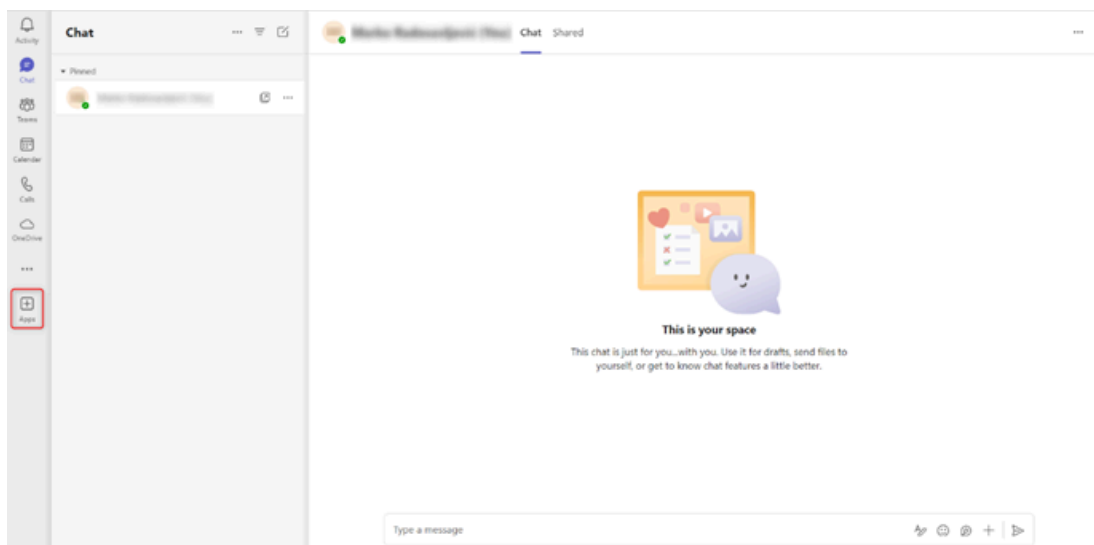 Activity
Chat
Teams
Calendar
Calls
OneDrive
Apps
Chat
Pinned
Chat Shared
This is your space
This chat is just for you...with you. Use it for drafts, send files to
yourself, or get to know chat features a little better.
Type a message